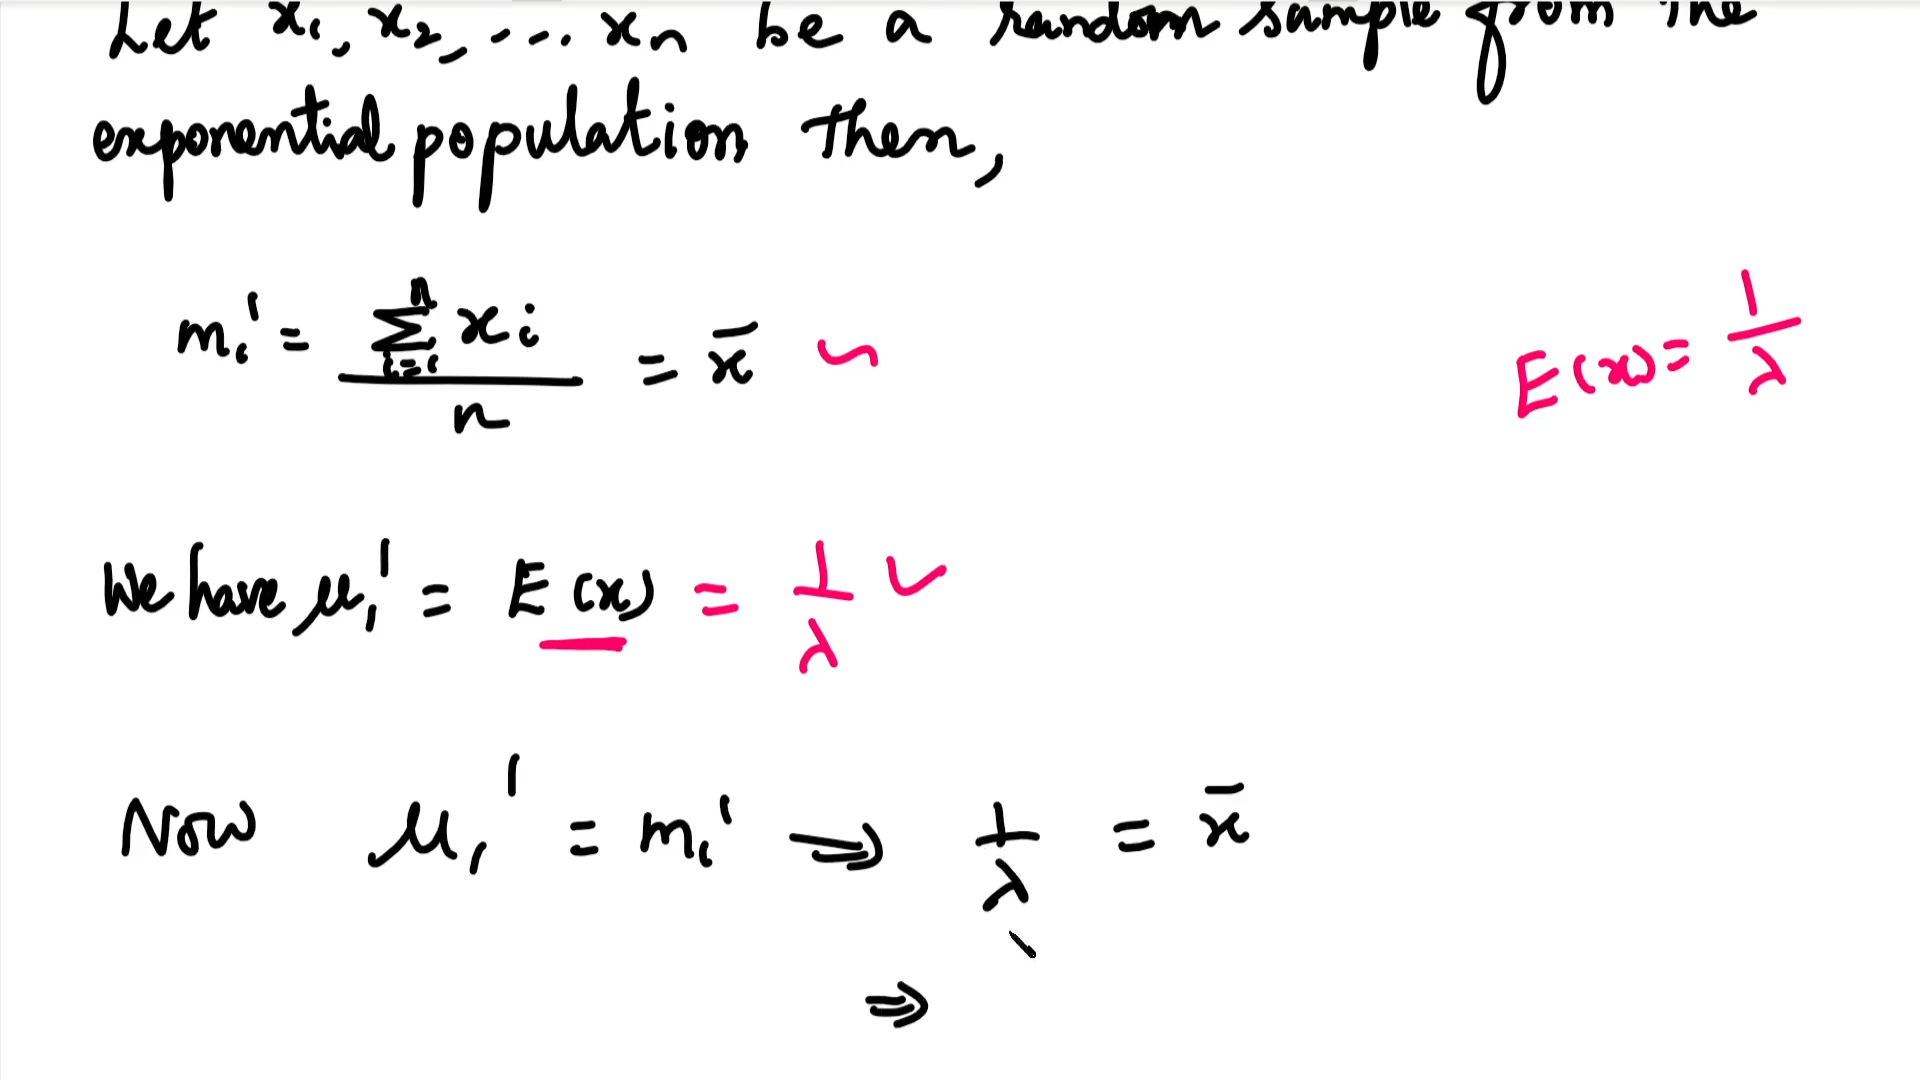 Let x₁, x₂, ... xₙ be a random sample from the
exponential population then,
m₁' = Σⁿᵢ₌₁ xᵢ / n = x̄
E(x) = 1/λ
We have μ₁' = E(x) = 1/λ ✓
Now μ₁' = m₁' ⇒ 1/λ = x̄
⇒